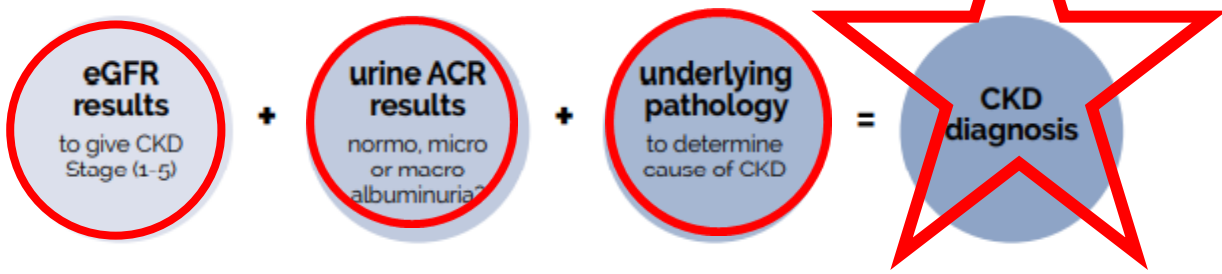 eGFR
results
to give CKD
Stage (1-5)
+
urine ACR
results
normo, micro
or macro
albuminuria?
+
underlying
pathology
to determine
cause of CKD
=
CKD
diagnosis